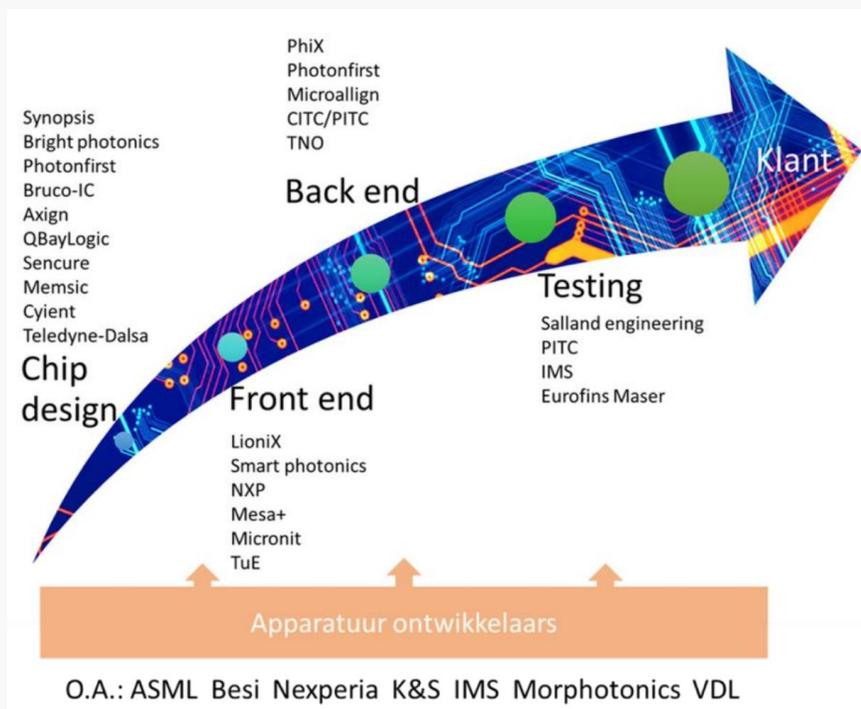 Synopsis
Bright photonics
Photonfirst
Bruco-IC
Axign
QBayLogic
Sencure
Memsic
Cyient
Teledyne-Dalsa
Chip
design
PhiX
Photonfirst
Microallign
CITC/PITC
TNO
Back end
Front end
LioniX
Smart photonics
NXP
Mesa+
Micronit
TuE
Testing
Salland engineering
PITC
IMS
Eurofins Maser
Klant
Apparatuur ontwikkelaars
O.A.: ASML Besi Nexperia K&S IMS Morphotonics VDL